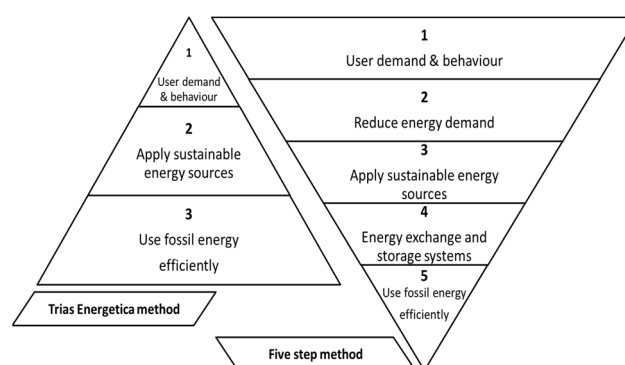 1
User demand
& behaviour
2
Apply sustainable
energy sources
3
Use fossil energy
efficiently
Trias Energetica method
1
User demand & behaviour
2
Reduce energy demand
3
Apply sustainable energy
sources
4
Energy exchange and
storage systems
5
Use fossil energy
efficiently
Five step method